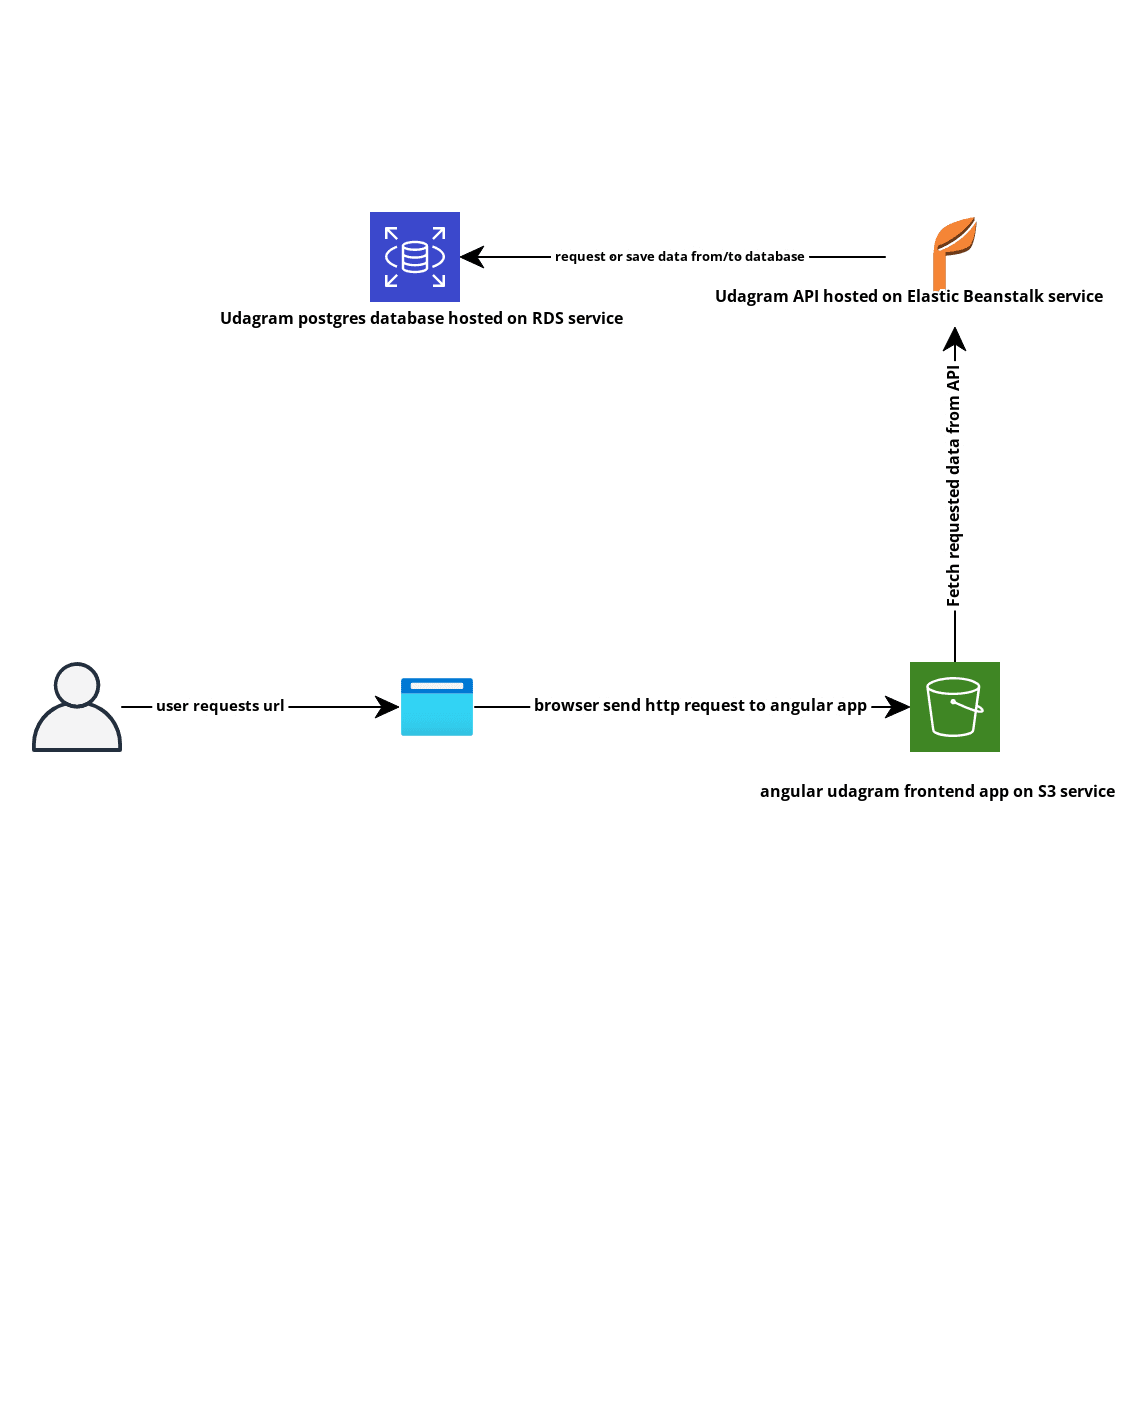 request or save data from/to database
Udagram API hosted on Elastic Beanstalk service
Udagram postgres database hosted on RDS service
Fetch requested data from API
user requests url
browser send http request to angular app
angular udagram frontend app on S3 service